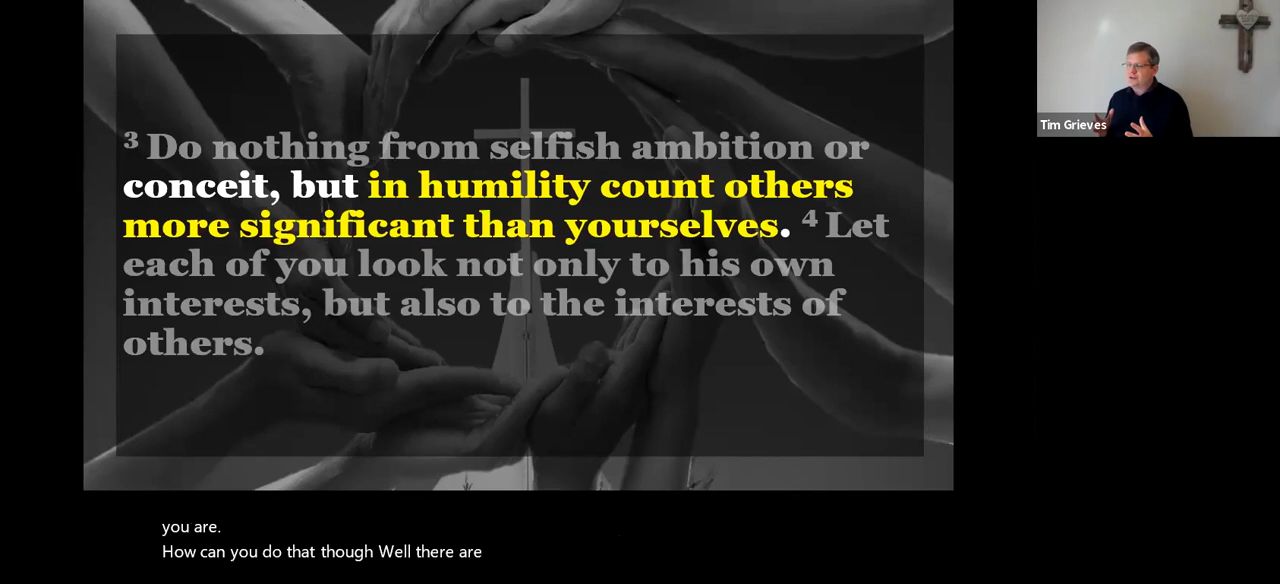 ³ Do nothing from selfish ambition or
conceit, but in humility count others
more significant than yourselves. ⁴ Let
each of you look not only to his own
interests, but also to the interests of
others.
Tim Grieves
you are.
How can you do that though Well there are